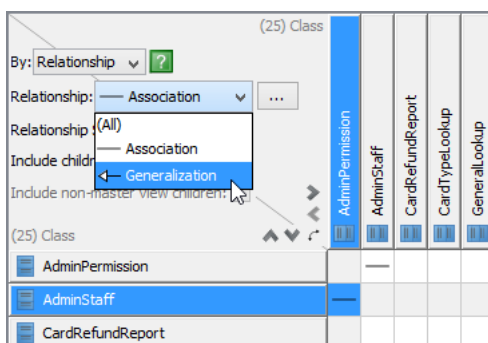 (25) Class
By: Relationship
?
Relationship:
Association
...
(All)
Association
Generalization
Relationship
Include
Include non-master view children:
(25) Class
AdminPermission
AdminStaff
CardRefundReport
CardTypeLookup
GeneralLookup
AdminPermission
AdminStaff
CardRefundReport